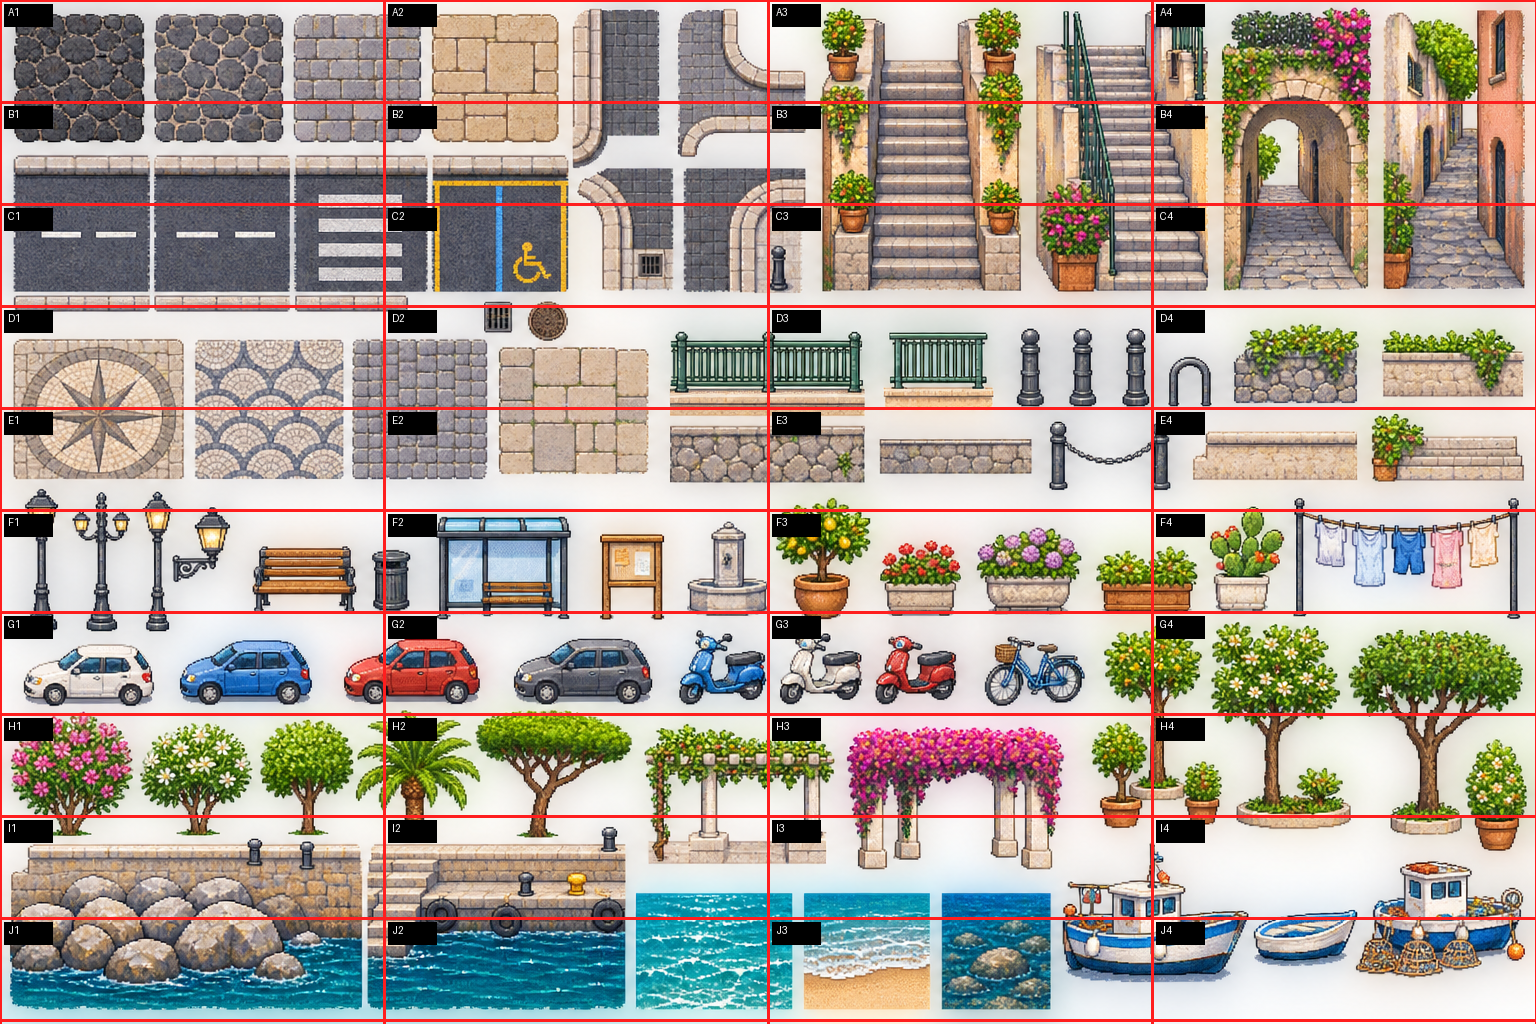 A1 A2 A3 A4
B1 B2 B3 B4
C1 C2 C3 C4
D1 D2 D3 D4
E1 E2 E3 E4
F1 F2 F3 F4
G1 G2 G3 G4
H1 H2 H3 H4
I1 I2 I3 I4
J1 J2 J3 J4